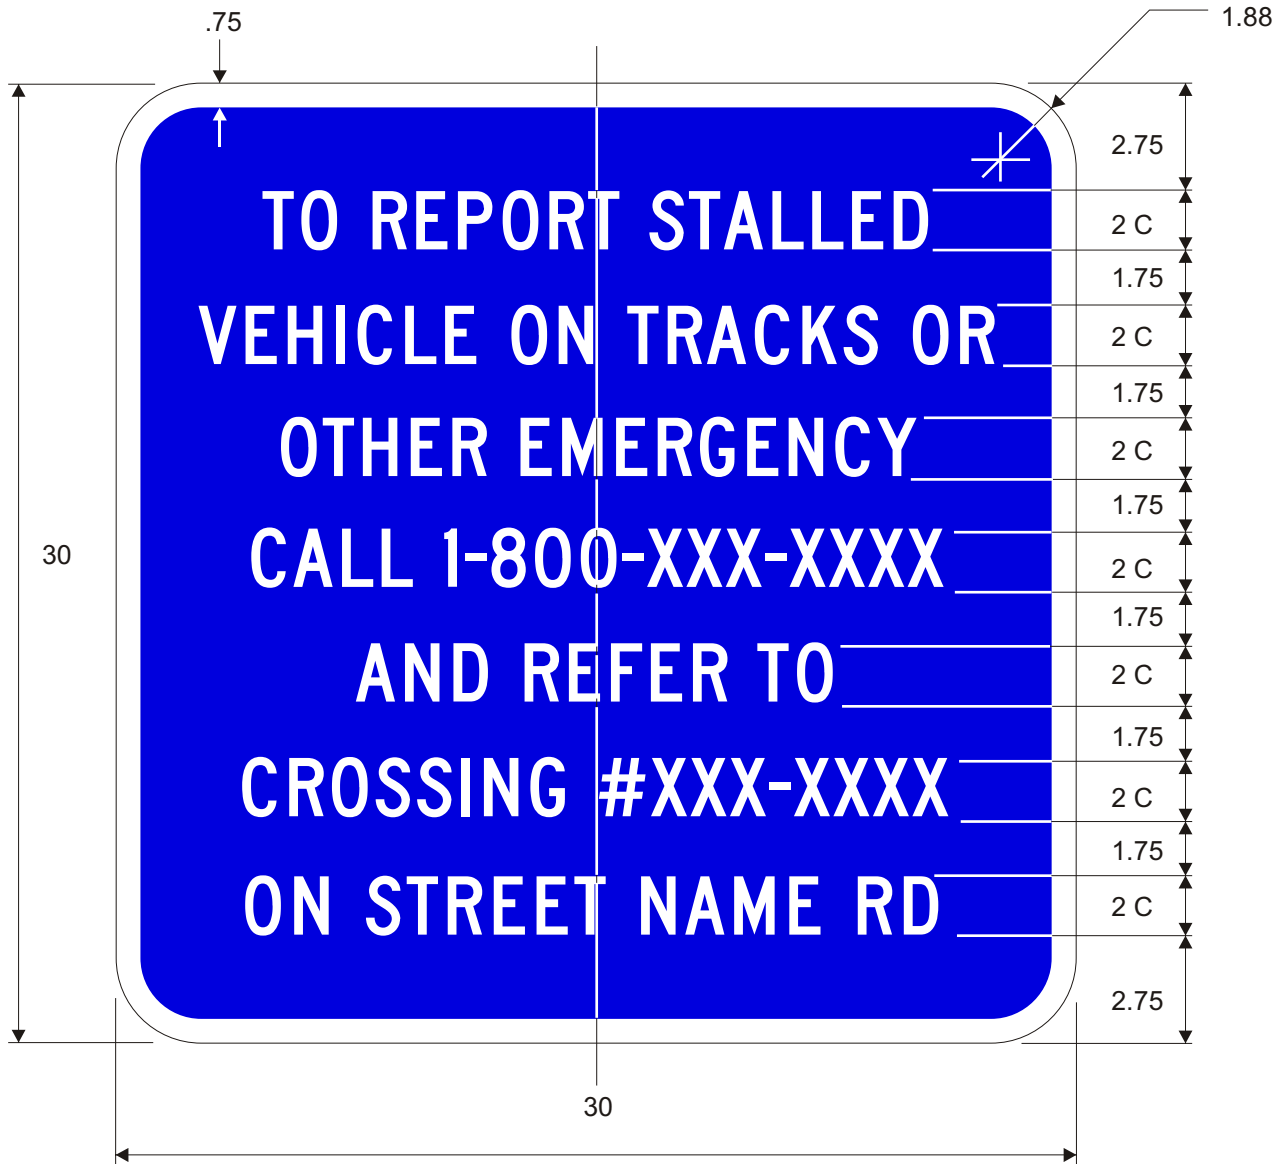 .75
1.88
2.75
TO REPORT STALLED
2 C
1.75
VEHICLE ON TRACKS OR
2 C
1.75
OTHER EMERGENCY
2 C
1.75
30
CALL 1-800-XXX-XXXX
2 C
1.75
AND REFER TO
2 C
1.75
CROSSING #XXX-XXXX
2 C
1.75
ON STREET NAME RD
2 C
2.75
30